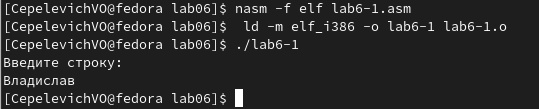 [CepelevichVO@fedora lab06]$ nasm -f elf lab6-1.asm
[CepelevichVO@fedora lab06]$  ld -m elf_i386 -o lab6-1 lab6-1.o
[CepelevichVO@fedora lab06]$ ./lab6-1
Введите строку:
Владислав
[CepelevichVO@fedora lab06]$